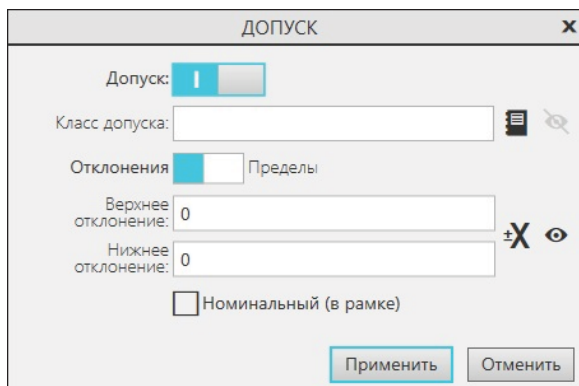 ДОПУСК
Допуск:
Класс допуска:
Отклонения Пределы
Верхнее
отклонение: 0
Нижнее
отклонение: 0
±X
Номинальный (в рамке)
Применить Отменить